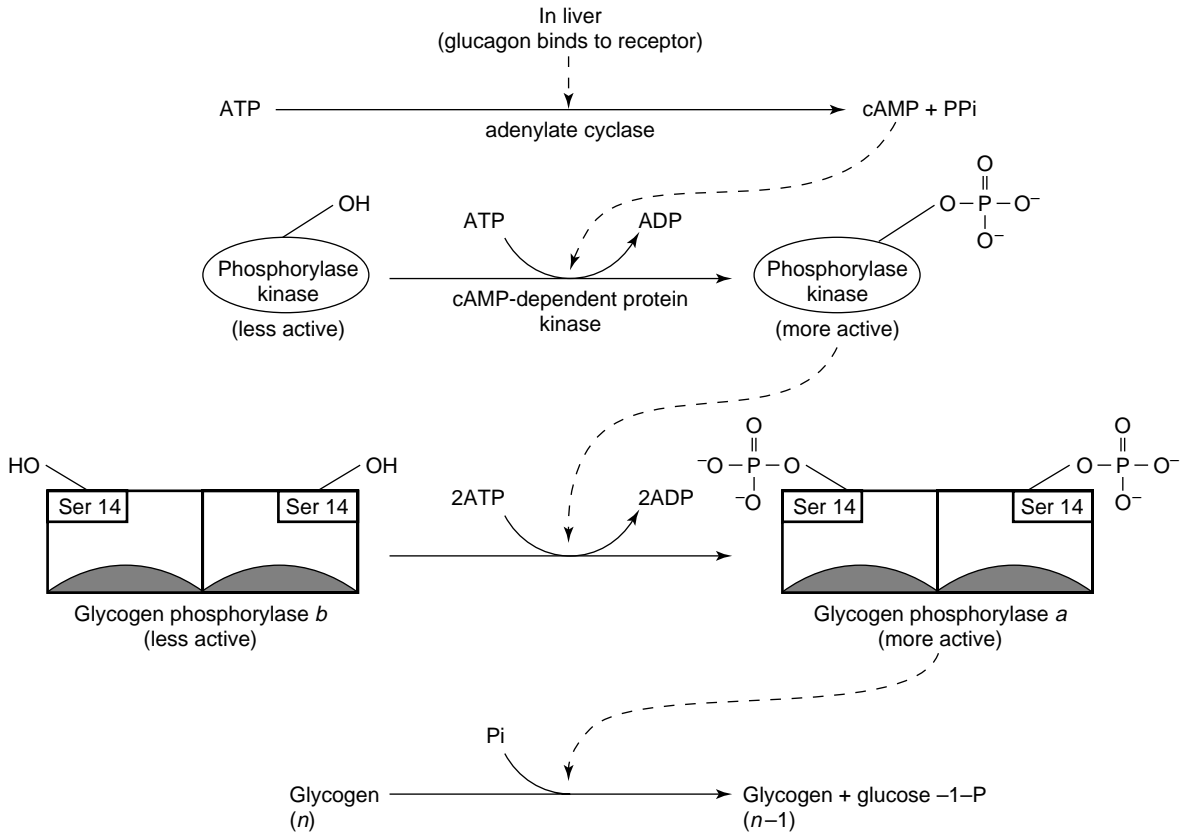 In liver
(glucagon binds to receptor)
ATP
cAMP + PPi
adenylate cyclase
O
OH
ATP
ADP
O – P – O–
O–
Phosphorylase
kinase
Phosphorylase
kinase
cAMP-dependent protein
kinase
(less active)
(more active)
O
O
HO
OH
–O – P – O
O – P – O–
Ser 14
Ser 14
2ATP
2ADP
–O
O–
Ser 14
Ser 14
Glycogen phosphorylase b
(less active)
Glycogen phosphorylase a
(more active)
Pi
Glycogen
(n)
Glycogen + glucose –1–P
(n–1)